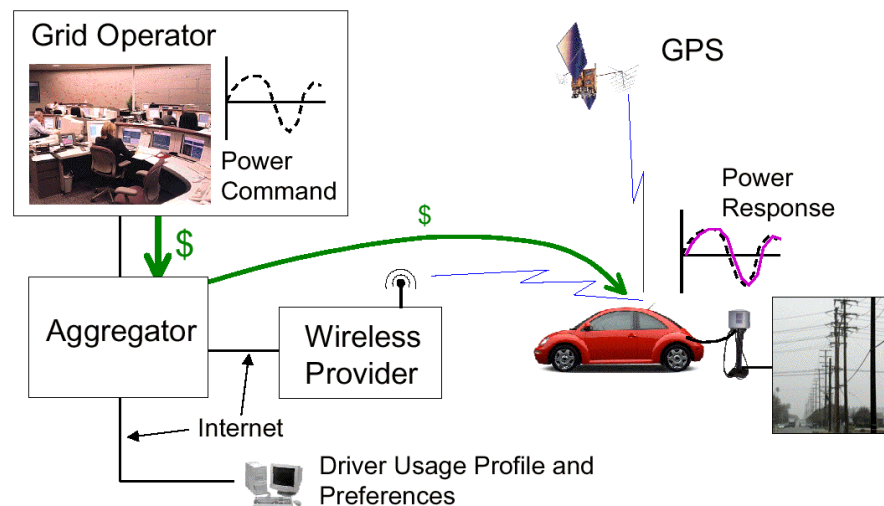 Grid Operator
Power
Command
GPS
$
$
Power
Response
Aggregator
Wireless
Provider
Internet
Driver Usage Profile and
Preferences